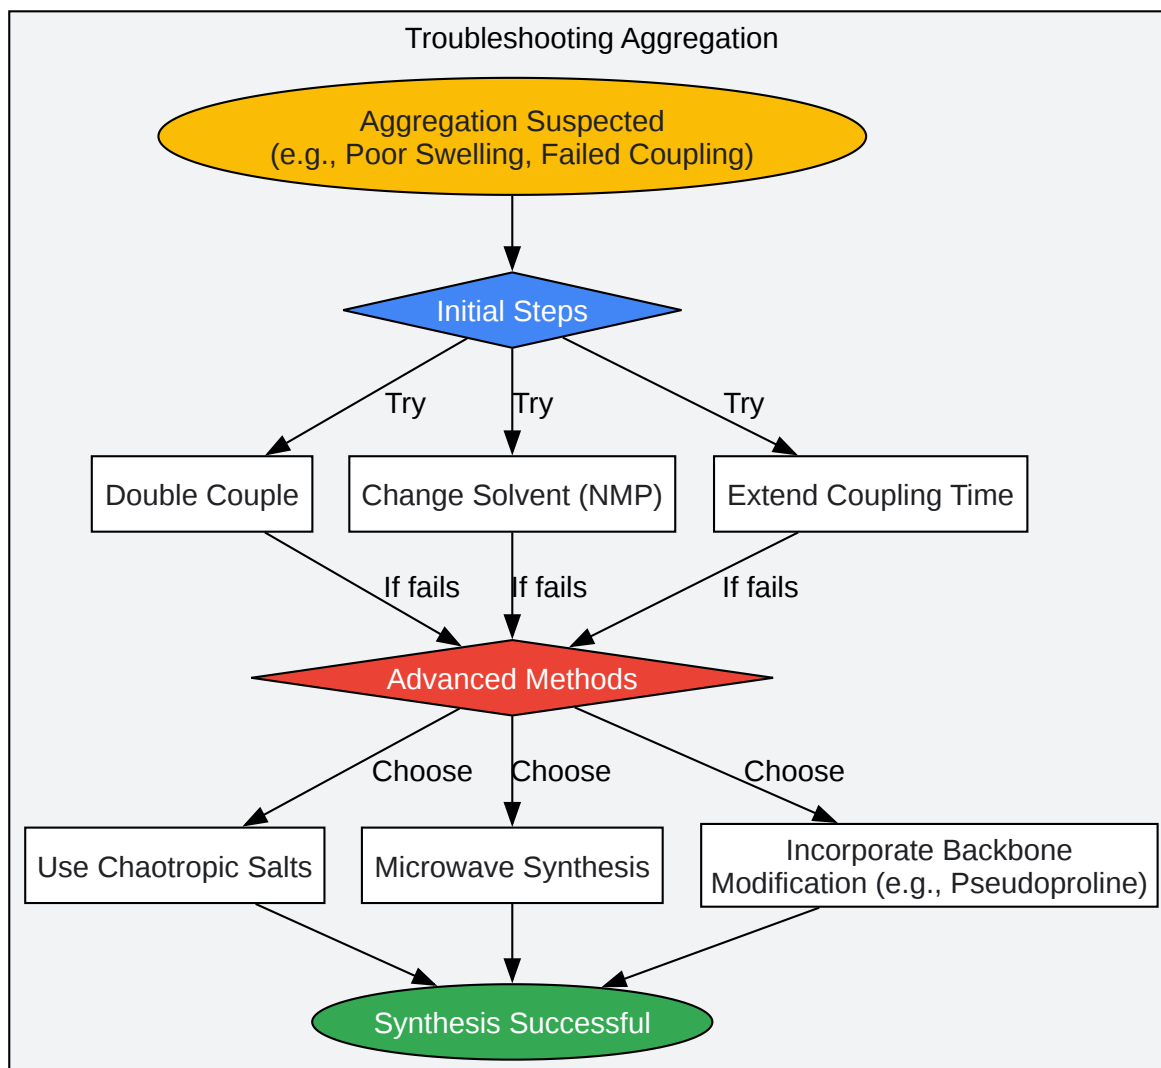 Troubleshooting Aggregation
Aggregation Suspected
(e.g., Poor Swelling, Failed Coupling)
Initial Steps
Try
Try
Try
Double Couple
Change Solvent (NMP)
Extend Coupling Time
If fails
If fails
If fails
Advanced Methods
Choose
Choose
Choose
Use Chaotropic Salts
Microwave Synthesis
Incorporate Backbone
Modification (e.g., Pseudoproline)
Synthesis Successful